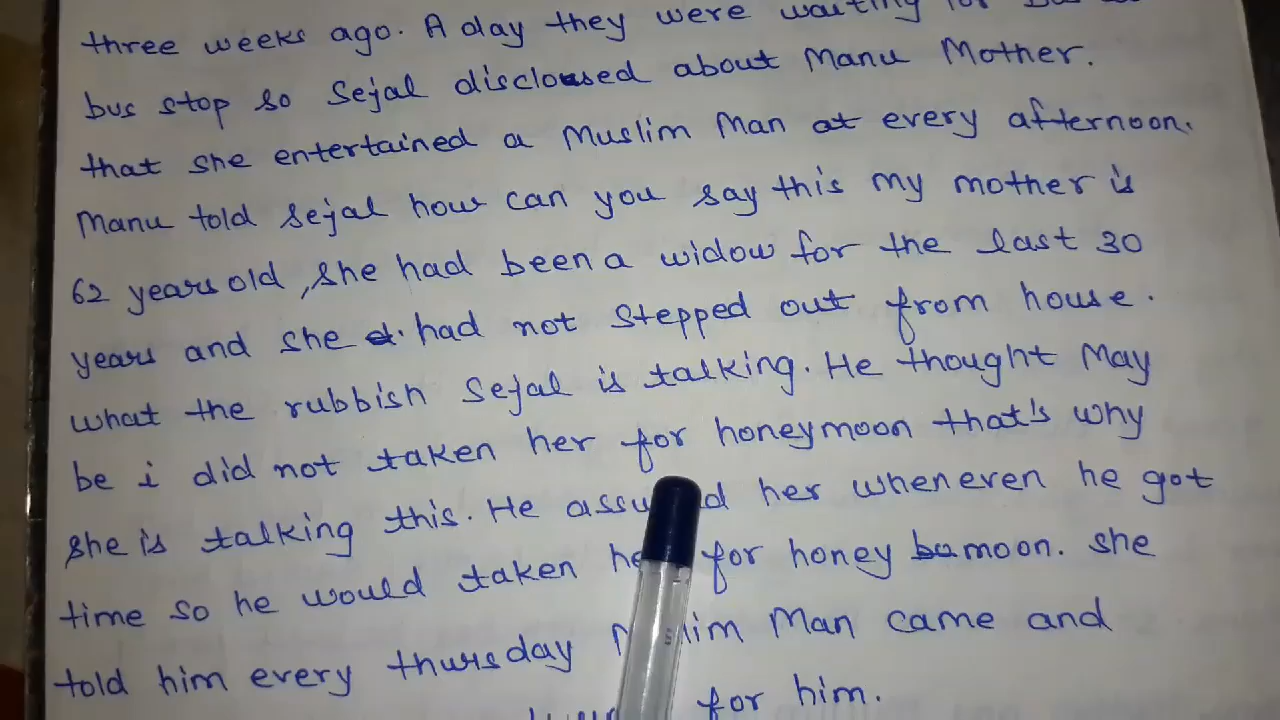 three weeks ago. A day they were waiting for
bus stop so Sejal disclosed about Manu Mother.
that she entertained a Muslim Man at every afternoon.
Manu told sejal how can you say this my mother is
62 years old, she had been a widow for the last 30
years and she had not stepped out from house.
what the rubbish Sejal is talking. He thought May
be i did not taken her for honeymoon that's why
she is talking this. He her whenever he got
time so he would taken for honey moon. she
told him every thursday Man came and
for him.